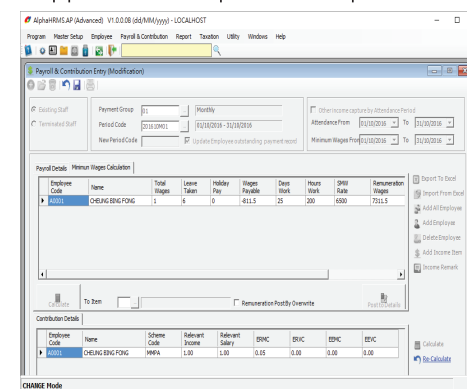 AlphaHRMS.AP (Advanced) V1.0.0.0B (dd/MM/yyyy) - LOCALHOST
Program Master Setup Employee Payroll & Contribution Report Taxation Utility Windows Help
Payroll & Contribution Entry (Modification)
Existing Staff
Terminated Staff
Payment Group 01 Monthly
Period Code 201610M01 01/10/2016 - 31/10/2016
New Period Code Update Employee outstanding payment record
Other income capture by Attendance Period
Attendance From 01/10/2016 To 31/10/2016
Minimum Wages From 01/10/2016 To 31/10/2016
Payroll Details Minimun Wages Calculation
Employee Code Name Total Wages Leave Taken Holiday Pay Wages Payable Days Work Hours Work SMW Rate Remuneration Wages
A0001 CHEUNG BING FONG 1 6 0 -811.5 25 200 6500 7311.5
Export To Excel
Import From Excel
Add All Employee
Add Employee
Delete Employee
Add Income Item
Income Remark
Calculate To Item Remuneration Post By Overwrite Post to Details
Contribution Details
Employee Code Name Scheme Code Relevant Income Relevant Salary ERMC ERVC EEMC EEVC
A0001 CHEUNG BING FONG MMPA 1.00 1.00 0.05 0.00 0.00 0.00
Calculate
Re-Calculate
CHANGE Mode